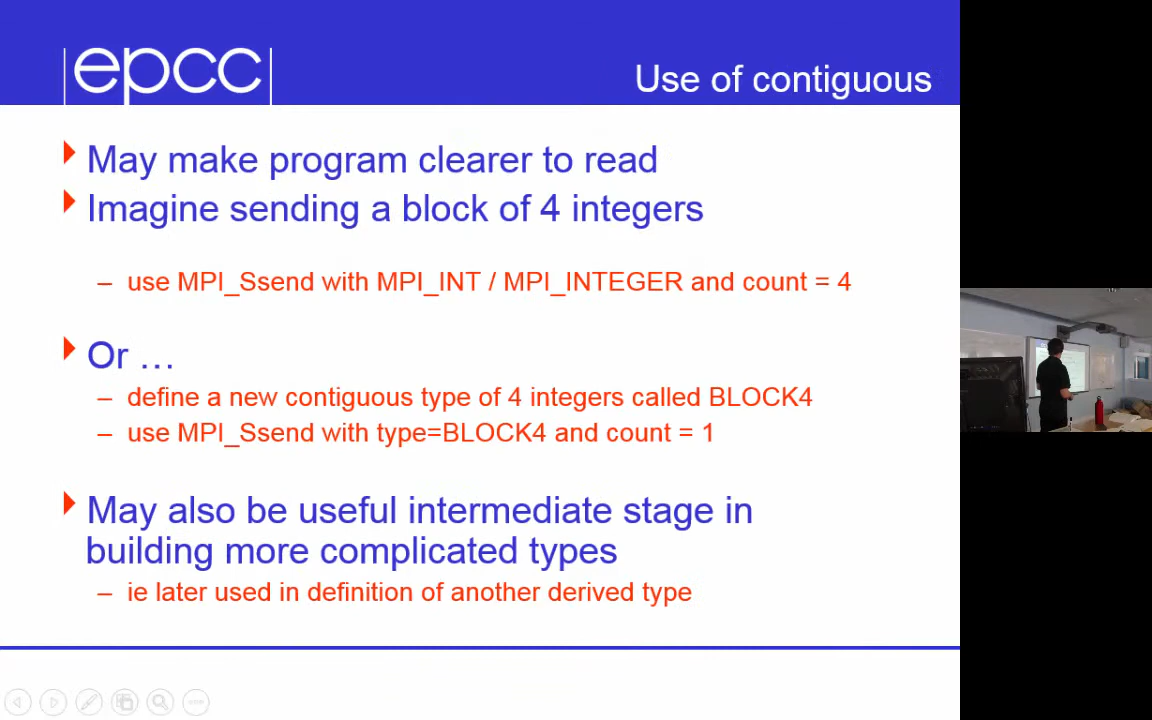 |epcc|
Use of contiguous
May make program clearer to read
Imagine sending a block of 4 integers
– use MPI_Ssend with MPI_INT / MPI_INTEGER and count = 4
Or …
– define a new contiguous type of 4 integers called BLOCK4
– use MPI_Ssend with type=BLOCK4 and count = 1
May also be useful intermediate stage in
building more complicated types
– ie later used in definition of another derived type